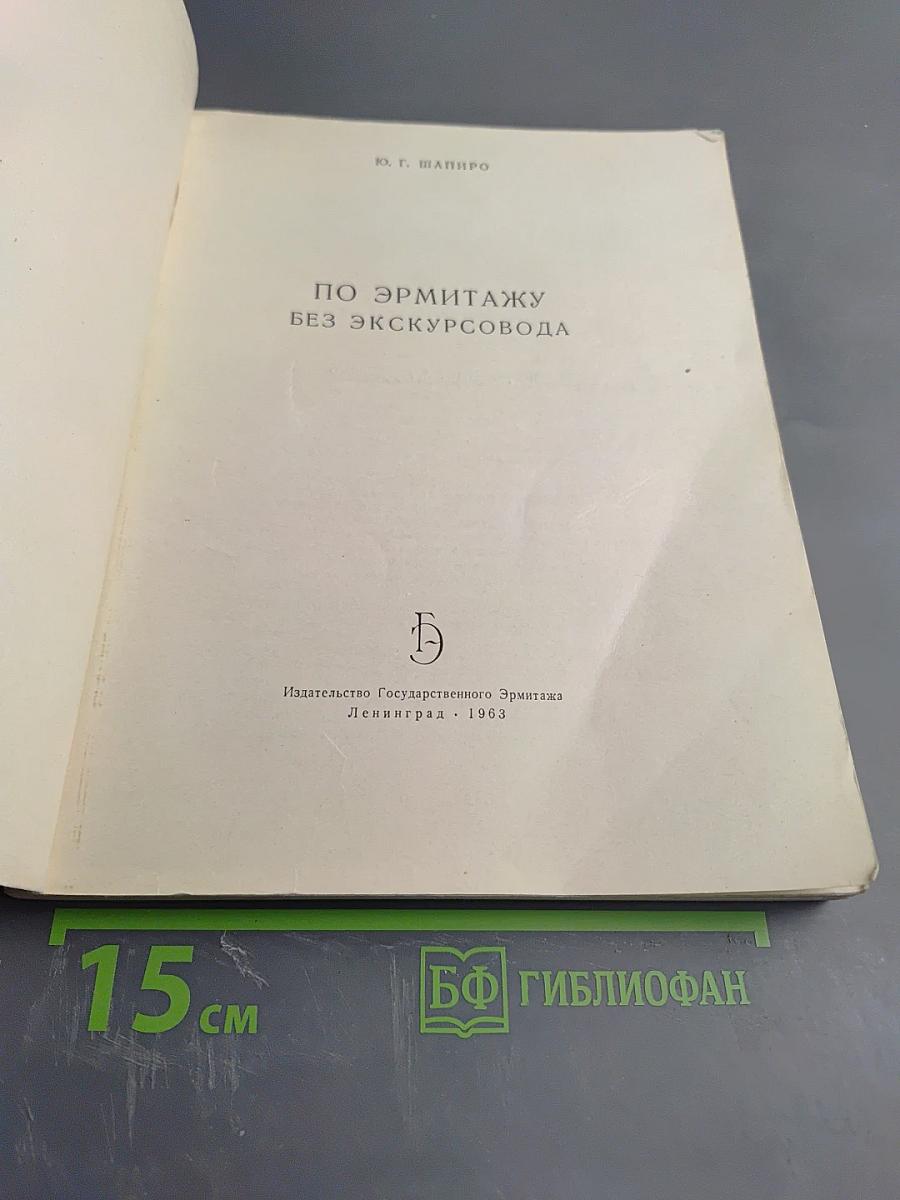 Ю. Г. ШАПИРО
ПО ЭРМИТАЖУ
БЕЗ ЭКСКУРСОВОДА
Издательство Государственного Эрмитажа
Ленинград · 1963
15 см
БФ ГИБЛИОФАН